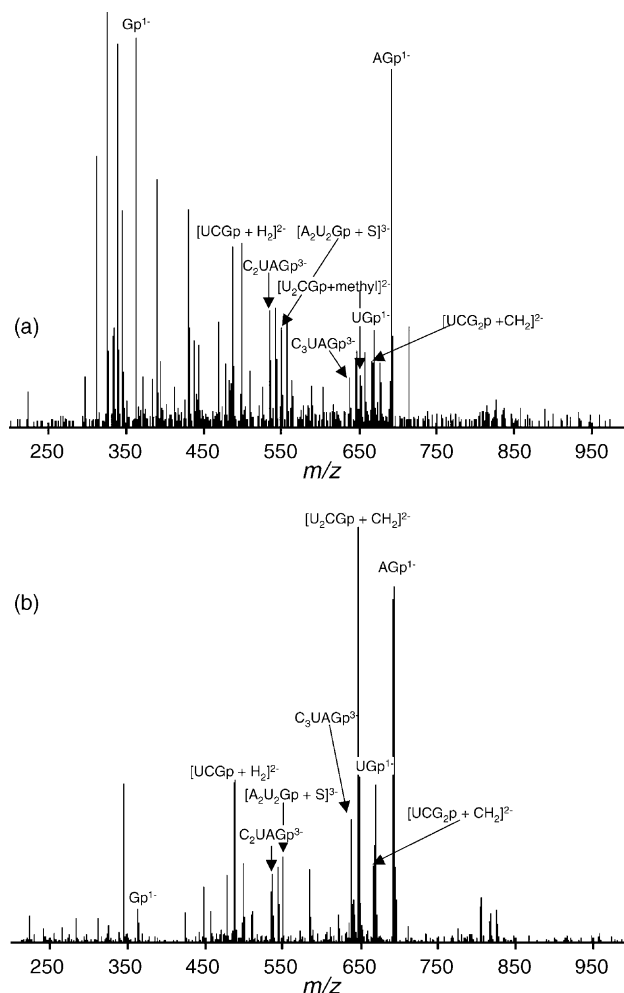 Gp¹⁻
AGp¹⁻
[UCGp + H₂]²⁻
[A₂U₂Gp + S]³⁻
C₂UAGp³⁻
[U₂CGp+methyl]²⁻
UGp¹⁻
[UCG₂p +CH₂]²⁻
(a)
C₃UAGp³⁻
250 350 450 550 650 750 850 950
m/z
[U₂CGp + CH₂]²⁻
AGp¹⁻
(b)
C₃UAGp³⁻
UGp¹⁻
[UCGp + H₂]²⁻
[A₂U₂Gp + S]³⁻
[UCG₂p + CH₂]²⁻
C₂UAGp³⁻
Gp¹⁻
250 350 450 550 650 750 850 950
m/z